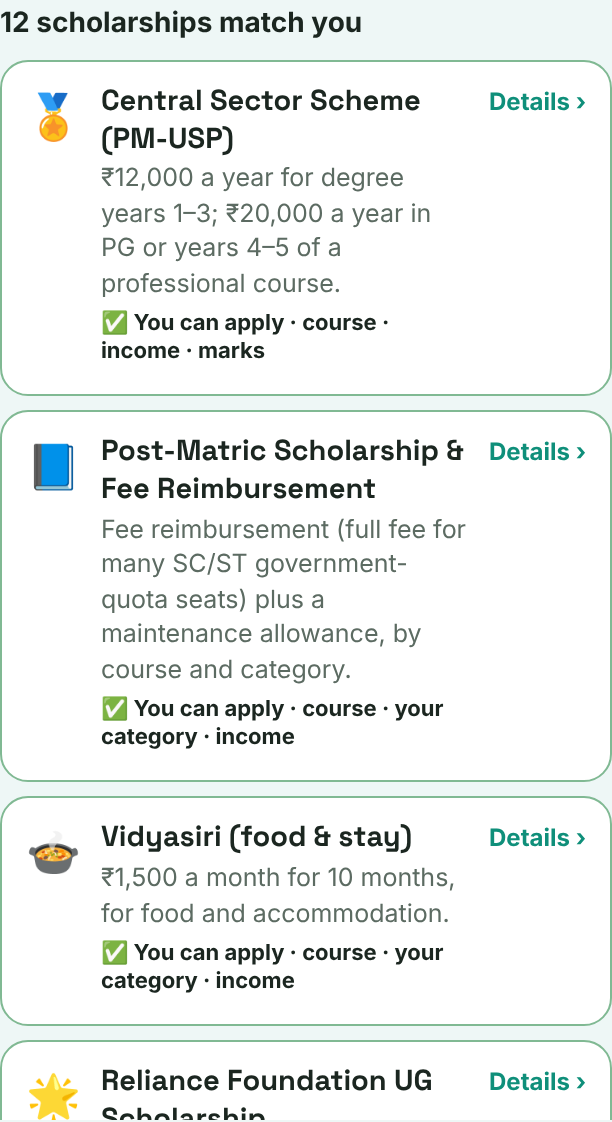 12 scholarships match you
Central Sector Scheme
(PM-USP)
Details ›
₹12,000 a year for degree
years 1–3; ₹20,000 a year in
PG or years 4–5 of a
professional course.
✅ You can apply · course ·
income · marks
Post-Matric Scholarship &
Fee Reimbursement
Details ›
Fee reimbursement (full fee for
many SC/ST government-
quota seats) plus a
maintenance allowance, by
course and category.
✅ You can apply · course · your
category · income
Vidyasiri (food & stay)
Details ›
₹1,500 a month for 10 months,
for food and accommodation.
✅ You can apply · course · your
category · income
Reliance Foundation UG
Scholarship
Details ›